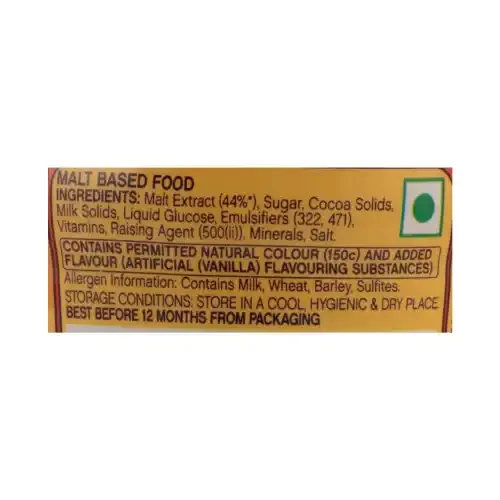 MALT BASED FOOD
INGREDIENTS: Malt Extract (44%*), Sugar, Cocoa Solids,
Milk Solids, Liquid Glucose, Emulsifiers (322, 471),
Vitamins, Raising Agent (500(ii)), Minerals, Salt.
CONTAINS PERMITTED NATURAL COLOUR (150c) AND ADDED
FLAVOUR (ARTIFICIAL (VANILLA) FLAVOURING SUBSTANCES)
Allergen Information: Contains Milk, Wheat, Barley, Sulfites.
STORAGE CONDITIONS: STORE IN A COOL, HYGIENIC & DRY PLACE
BEST BEFORE 12 MONTHS FROM PACKAGING